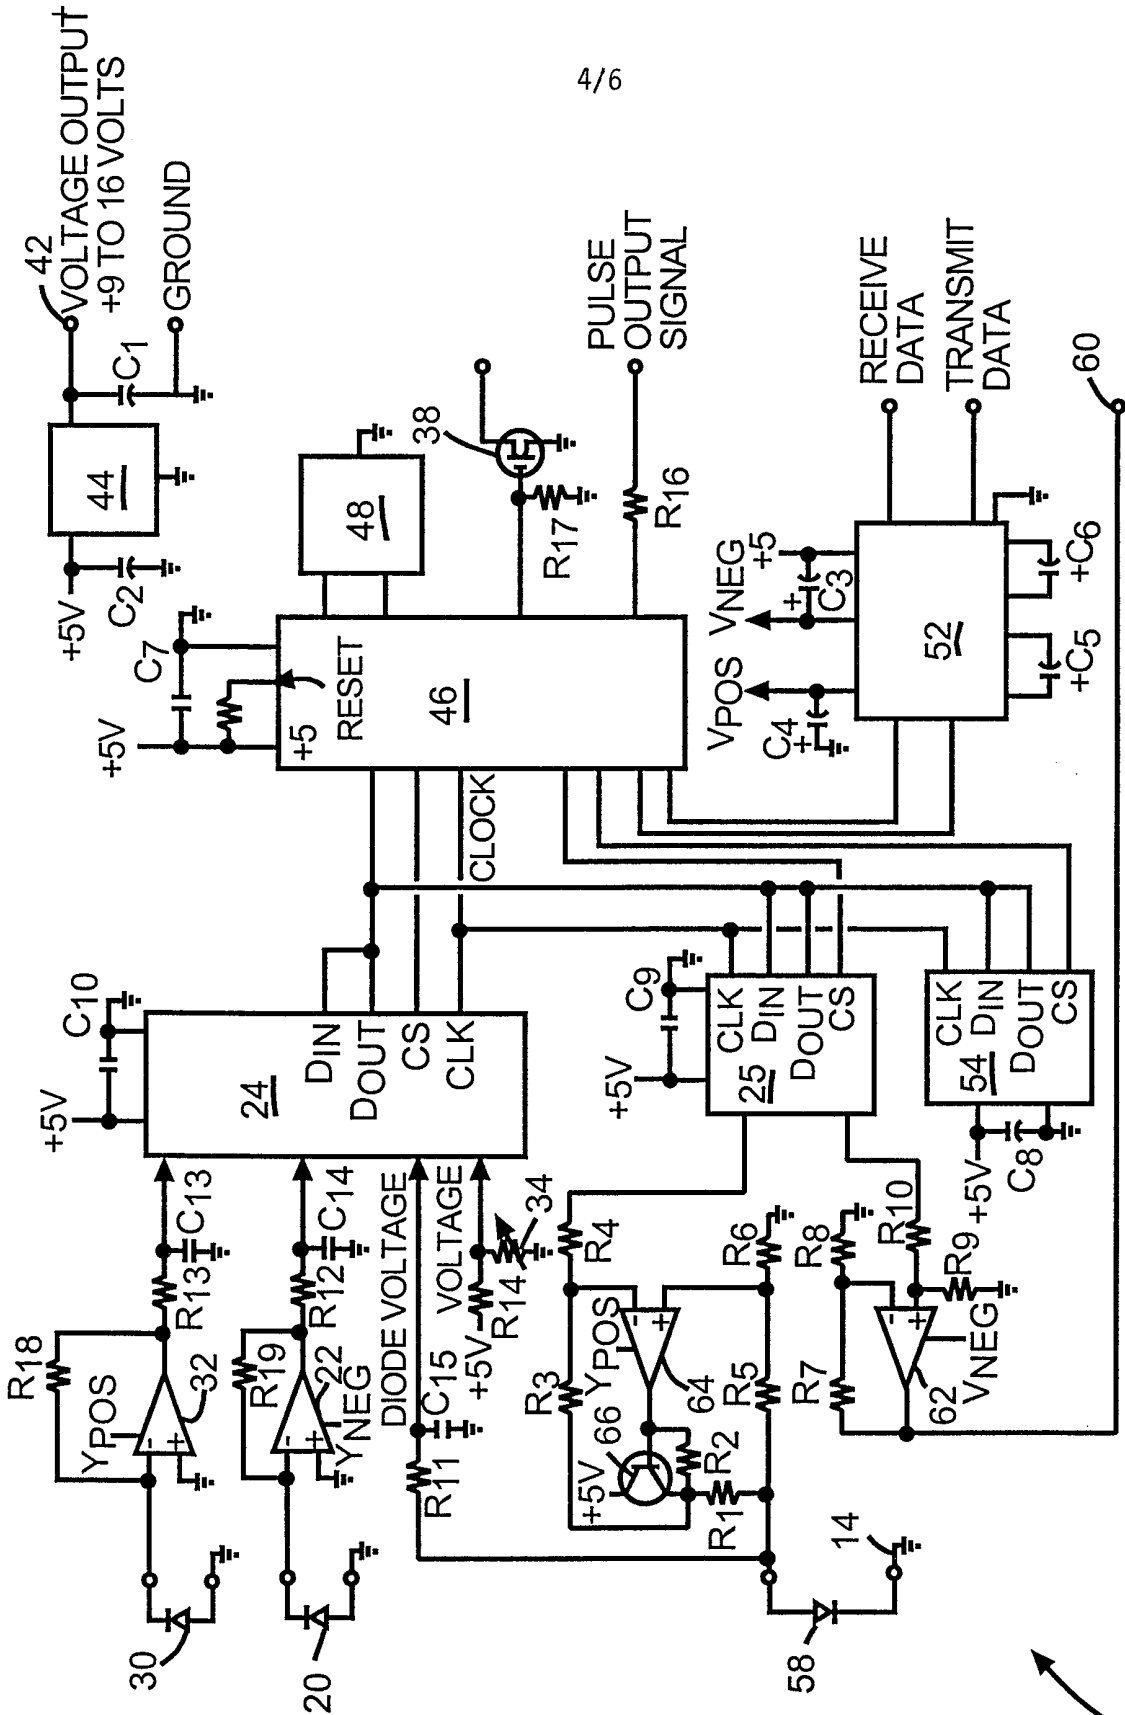 4/6
42
VOLTAGE OUTPUT
+9 TO 16 VOLTS
GROUND
C1
44
+5V
C2
48
38
R17
PULSE
OUTPUT
SIGNAL
R16
RECEIVE
DATA
TRANSMIT
DATA
60
+5V
C7
+5
RESET
46
CLOCK
VPOS
VNEG
+5
C4
+
+
C3
52
+C5
+C6
+5V
C10
24
DIN
DOUT
CS
CLK
+5V
C9
25
CLK
DIN
DOUT
CS
54
CLK
DIN
DOUT
CS
+5V
C8
R18
YPOS
-
+
32
R13
C13
30
R19
YNEG
-
+
22
R12
C14
20
DIODE VOLTAGE
R11
C15
VOLTAGE
+5V
R14
34
R4
R3
YPOS
-
+
64
66
+5V
R2
R1
R5
R6
R7
R8
R10
R9
-
+
62
VNEG
58
14